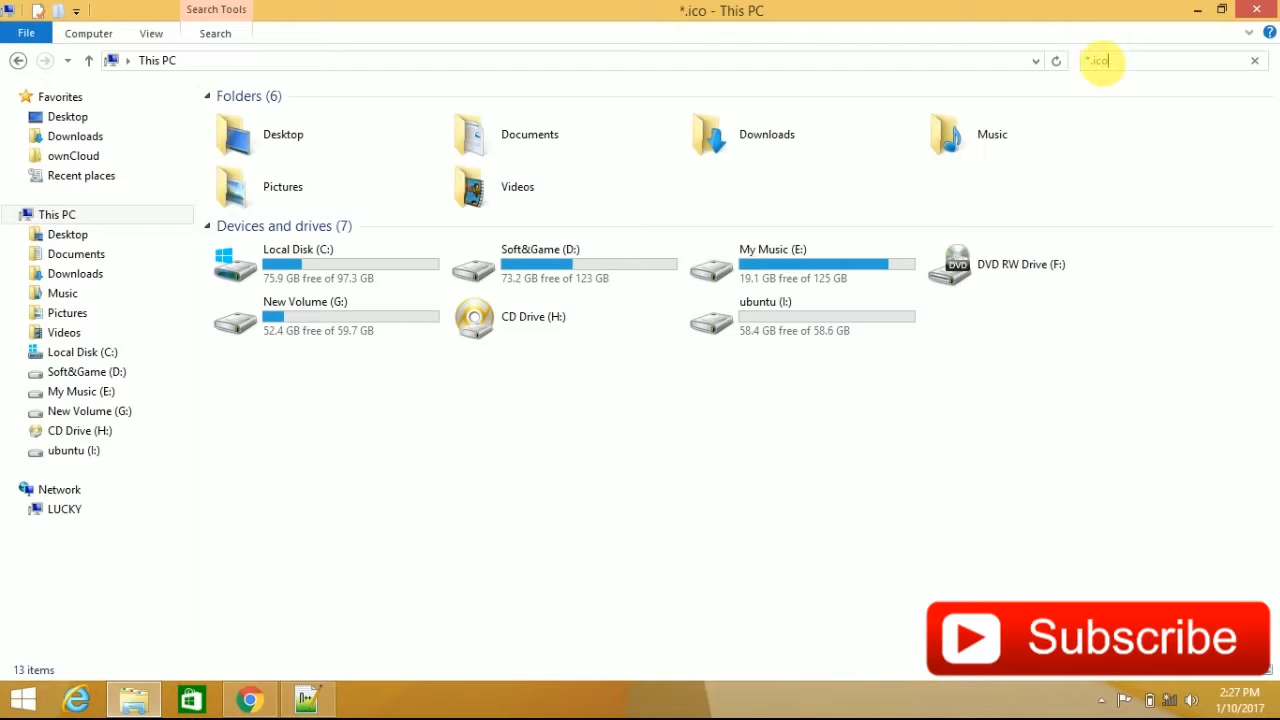 Search Tools
*.ico - This PC
File
Computer
View
Search
This PC
*.ico
Favorites
Desktop
Downloads
ownCloud
Recent places
This PC
Desktop
Documents
Downloads
Music
Pictures
Videos
Local Disk (C:)
Soft&Game (D:)
My Music (E:)
New Volume (G:)
CD Drive (H:)
ubuntu (I:)
Network
LUCKY
Folders (6)
Desktop
Documents
Downloads
Music
Pictures
Videos
Devices and drives (7)
Local Disk (C:)
75.9 GB free of 97.3 GB
Soft&Game (D:)
73.2 GB free of 123 GB
My Music (E:)
19.1 GB free of 125 GB
DVD
DVD RW Drive (F:)
New Volume (G:)
52.4 GB free of 59.7 GB
CD Drive (H:)
ubuntu (I:)
58.4 GB free of 58.6 GB
Subscribe
13 items
2:27 PM
1/10/2017